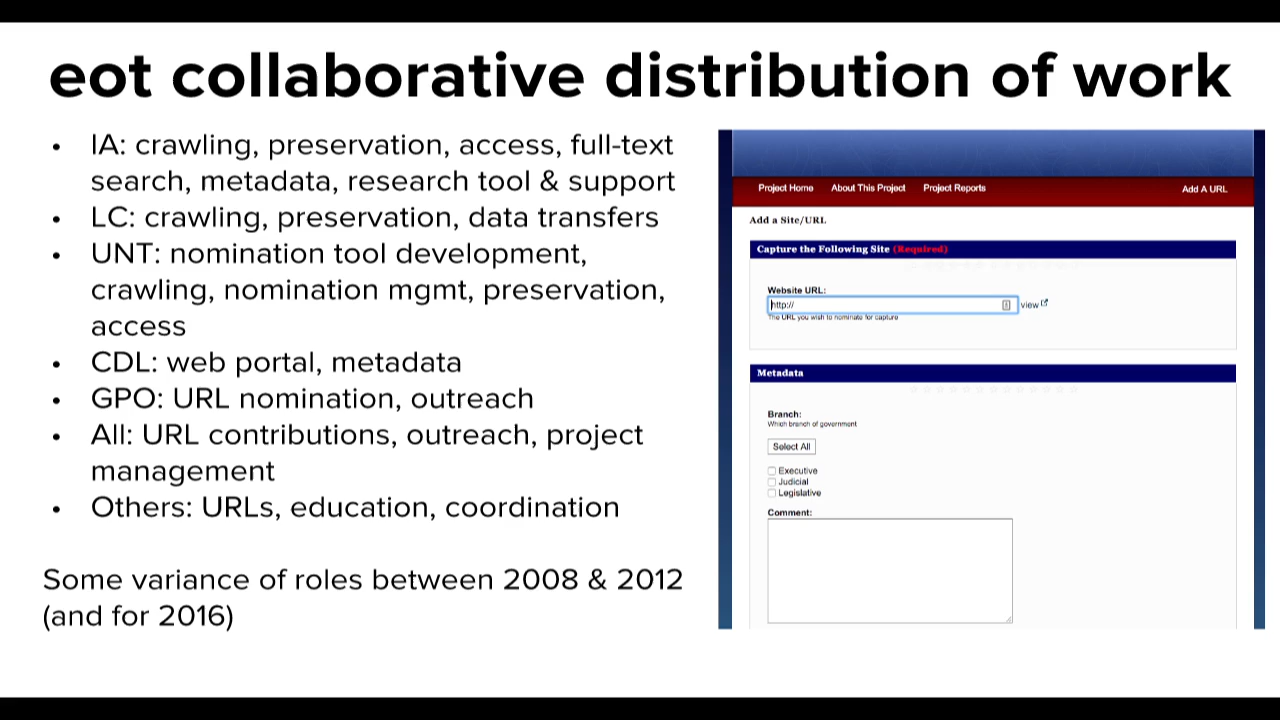 eot collaborative distribution of work
• IA: crawling, preservation, access, full-text
search, metadata, research tool & support
• LC: crawling, preservation, data transfers
• UNT: nomination tool development,
crawling, nomination mgmt, preservation,
access
• CDL: web portal, metadata
• GPO: URL nomination, outreach
• All: URL contributions, outreach, project
management
• Others: URLs, education, coordination
Some variance of roles between 2008 & 2012
(and for 2016)
Project Home About This Project Project Reports Add A URL
Add a Site/URL
Capture the Following Site (Required)
Website URL:
http:// view
The URL you wish to nominate for capture
Metadata
Branch:
Which branch of government
Select All
Executive
Judicial
Legislative
Comment: